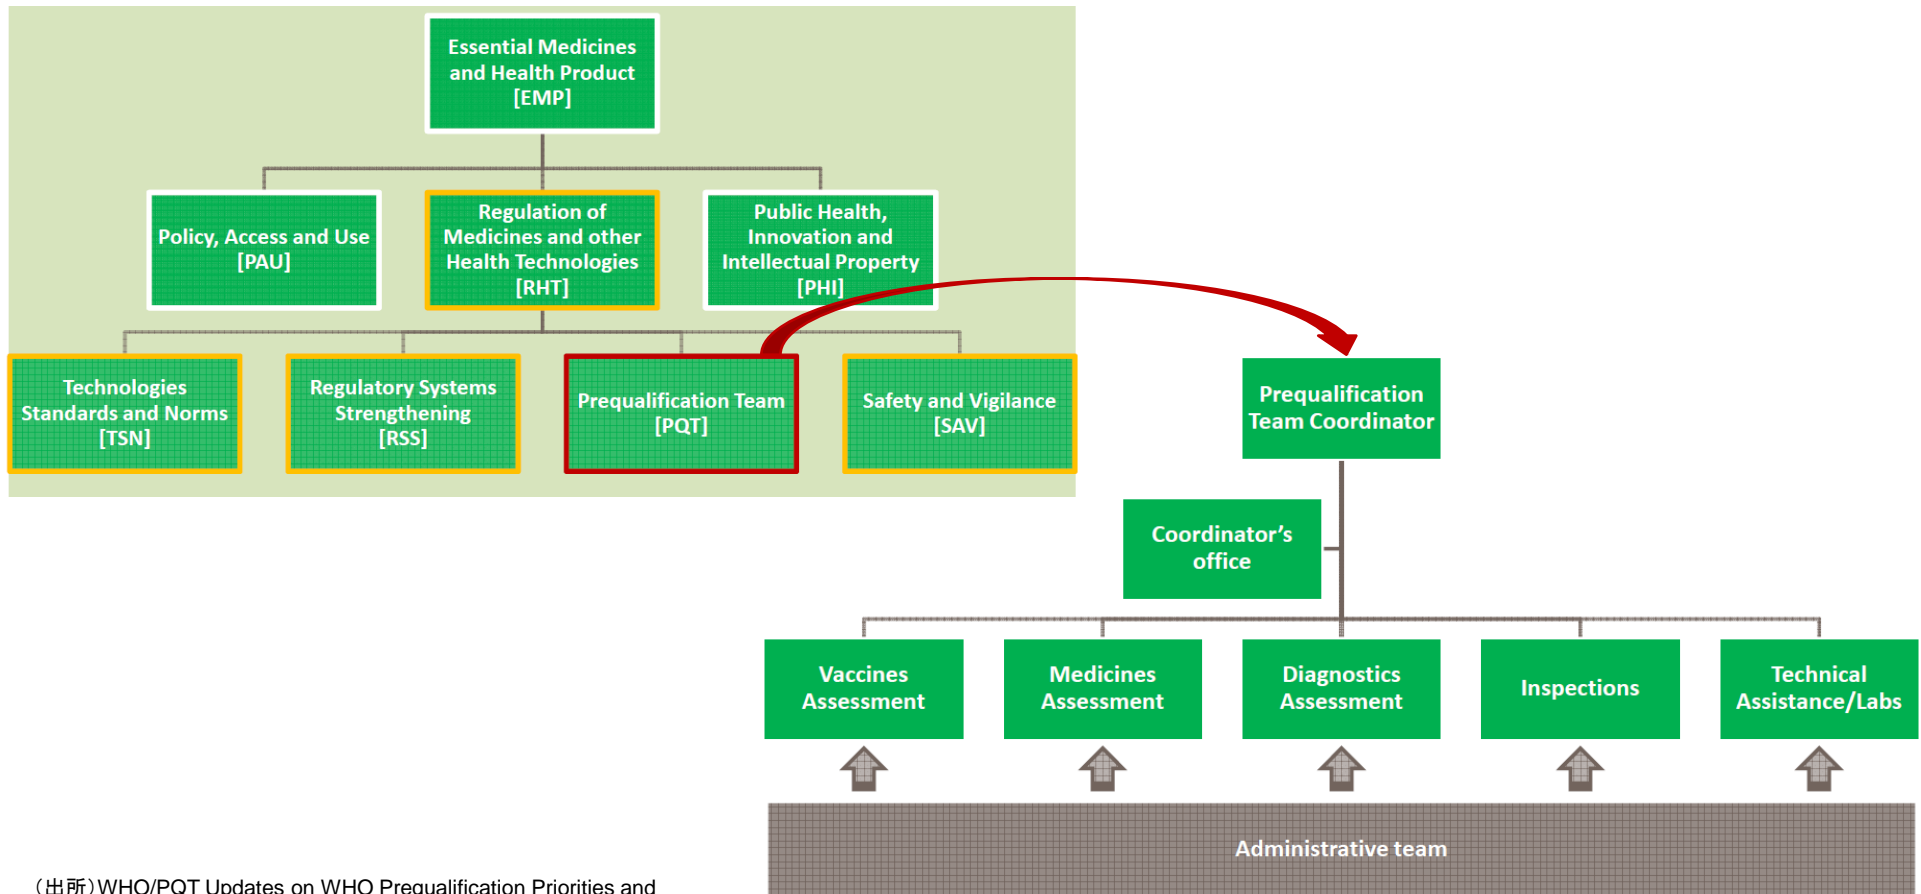 Essential Medicines
and Health Product
[EMP]
Policy, Access and Use
[PAU]
Regulation of
Medicines and other
Health Technologies
[RHT]
Public Health,
Innovation and
Intellectual Property
[PHI]
Technologies
Standards and Norms
[TSN]
Regulatory Systems
Strengthening
[RSS]
Prequalification Team
[PQT]
Safety and Vigilance
[SAV]
Prequalification
Team Coordinator
Coordinator's
office
Vaccines
Assessment
Medicines
Assessment
Diagnostics
Assessment
Inspections
Technical
Assistance/Labs
Administrative team
（出所）WHO/PQT Updates on WHO Prequalification Priorities and